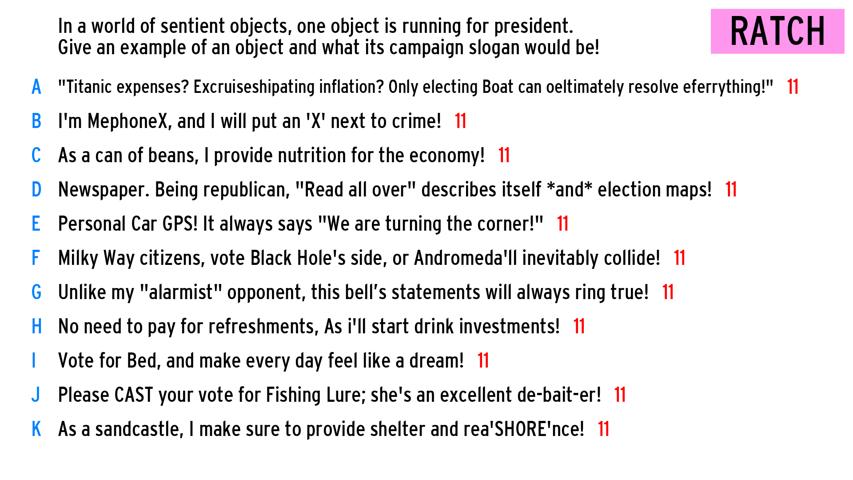 In a world of sentient objects, one object is running for president.
Give an example of an object and what its campaign slogan would be!
RATCH
A "Titanic expenses? Excruiseshipating inflation? Only electing Boat can oeltimately resolve eferrything!" 11
B I'm MephoneX, and I will put an 'X' next to crime! 11
C As a can of beans, I provide nutrition for the economy! 11
D Newspaper. Being republican, "Read all over" describes itself *and* election maps! 11
E Personal Car GPS! It always says "We are turning the corner!" 11
F Milky Way citizens, vote Black Hole's side, or Andromeda'll inevitably collide! 11
G Unlike my "alarmist" opponent, this bell’s statements will always ring true! 11
H No need to pay for refreshments, As i'll start drink investments! 11
I Vote for Bed, and make every day feel like a dream! 11
J Please CAST your vote for Fishing Lure; she's an excellent de-bait-er! 11
K As a sandcastle, I make sure to provide shelter and rea'SHORE'nce! 11